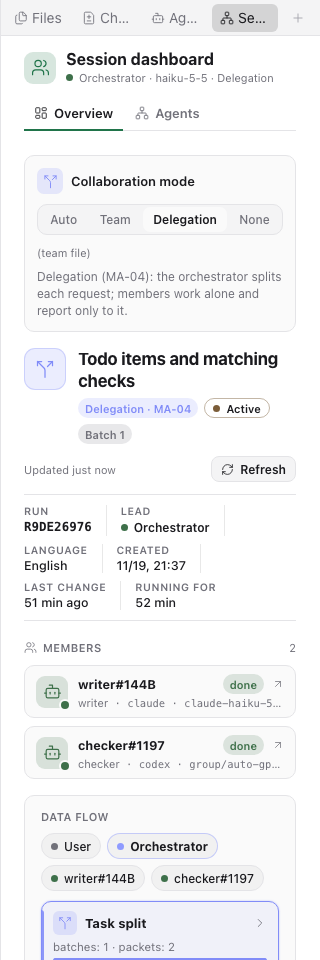 Files Ch... Ag... Se...
Session dashboard
Orchestrator · haiku-5-5 · Delegation
Overview Agents
Collaboration mode
Auto Team Delegation None
(team file)
Delegation (MA-04): the orchestrator splits
each request; members work alone and
report only to it.
Todo items and matching
checks
Delegation · MA-04 Active
Batch 1
Updated just now Refresh
RUN LEAD
R9DE26976 Orchestrator
LANGUAGE CREATED
English 11/19, 21:37
LAST CHANGE RUNNING FOR
51 min ago 52 min
MEMBERS 2
writer#144B done
writer · claude · claude-haiku-5...
checker#1197 done
checker · codex · group/auto-gp...
DATA FLOW
User Orchestrator
writer#144B checker#1197
Task split
batches: 1 · packets: 2